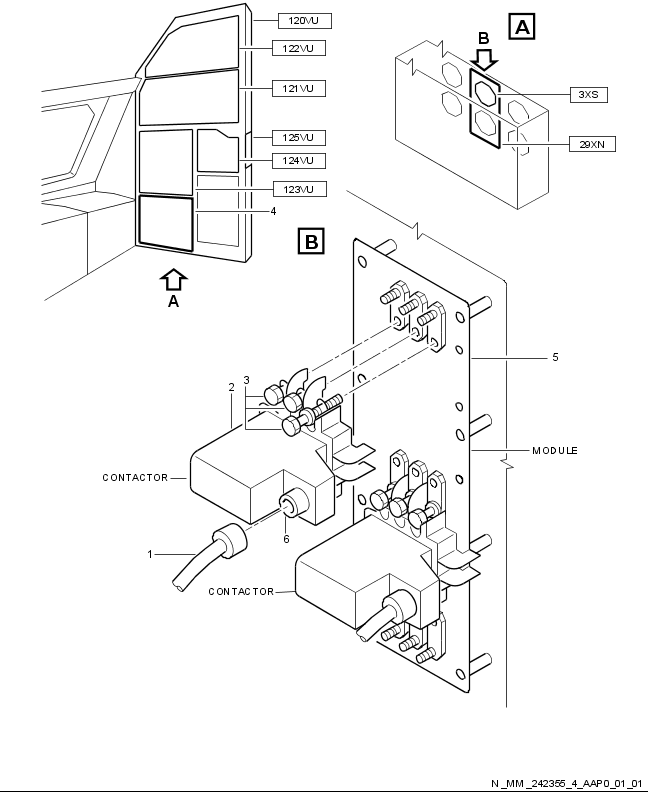 120VU
122VU
121VU
125VU
124VU
123VU
4
A
A
B
3XS
29XN
B
5
MODULE
3
2
CONTACTOR
6
1
CONTACTOR
N_MM_242355_4_AAP0_01_01